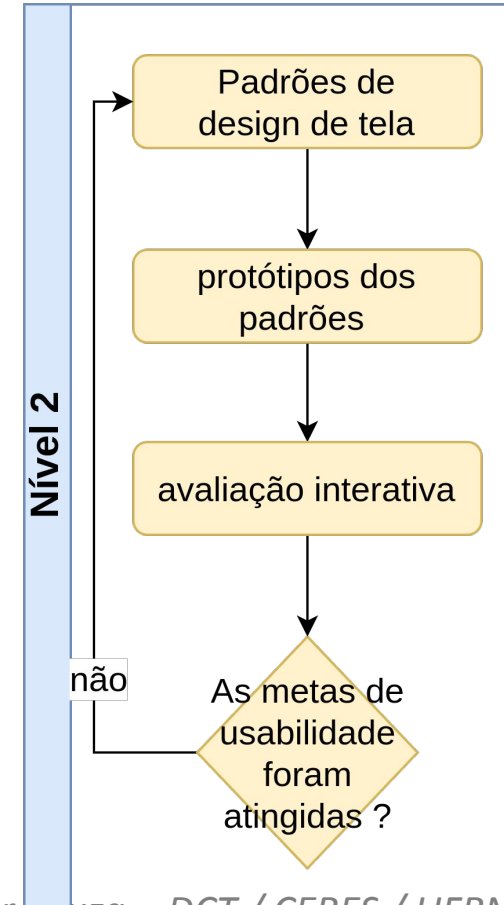 Padrões de
design de tela
protótipos dos
padrões
Nível 2
avaliação interativa
não
As metas de
usabilidade
foram
atingidas ?
DCT / CERES / UFRN